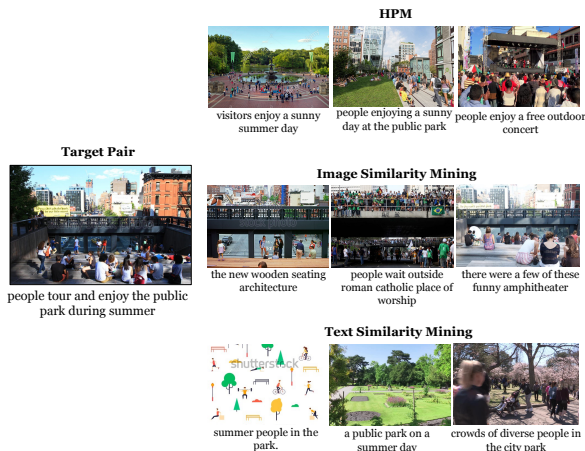 HPM
visitors enjoy a sunny
summer day
people enjoying a sunny
day at the public park
people enjoy a free outdoor
concert
Target Pair
people tour and enjoy the public
park during summer
Image Similarity Mining
the new wooden seating
architecture
people wait outside
roman catholic place of
worship
there were a few of these
funny amphitheater
Text Similarity Mining
shutterstock
summer people in the
park.
a public park on a
summer day
crowds of diverse people in
the city park